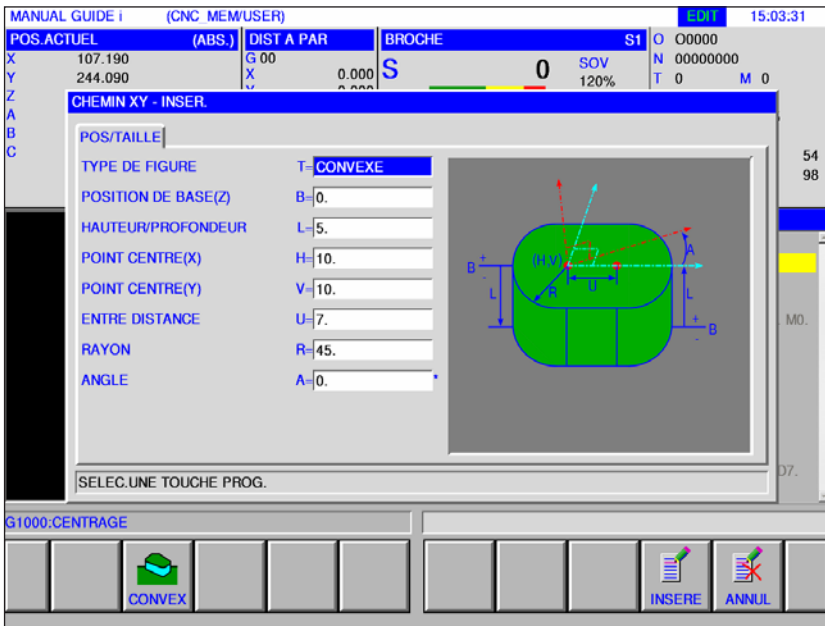 MANUAL GUIDE i (CNC_MEM/USER) EDIT 15:03:31
POS.ACTUEL (ABS.) DIST A PAR BROCHE S1 O O0000
X 107.190 G 00 S 0 SOV 120% N 00000000
Y 244.090 X 0.000 T 0 M 0
Z
A
B
C
54
98
CHEMIN XY - INSER.
POS/TAILLE
TYPE DE FIGURE T= CONVEXE
POSITION DE BASE(Z) B= 0.
HAUTEUR/PROFONDEUR L= 5.
POINT CENTRE(X) H= 10.
POINT CENTRE(Y) V= 10.
ENTRE DISTANCE U= 7.
RAYON R= 45.
ANGLE A= 0. *
B + - L (H,V) R U A L + - B
M0.
D7.
SELEC.UNE TOUCHE PROG.
G1000:CENTRAGE
CONVEX INSERE ANNUL